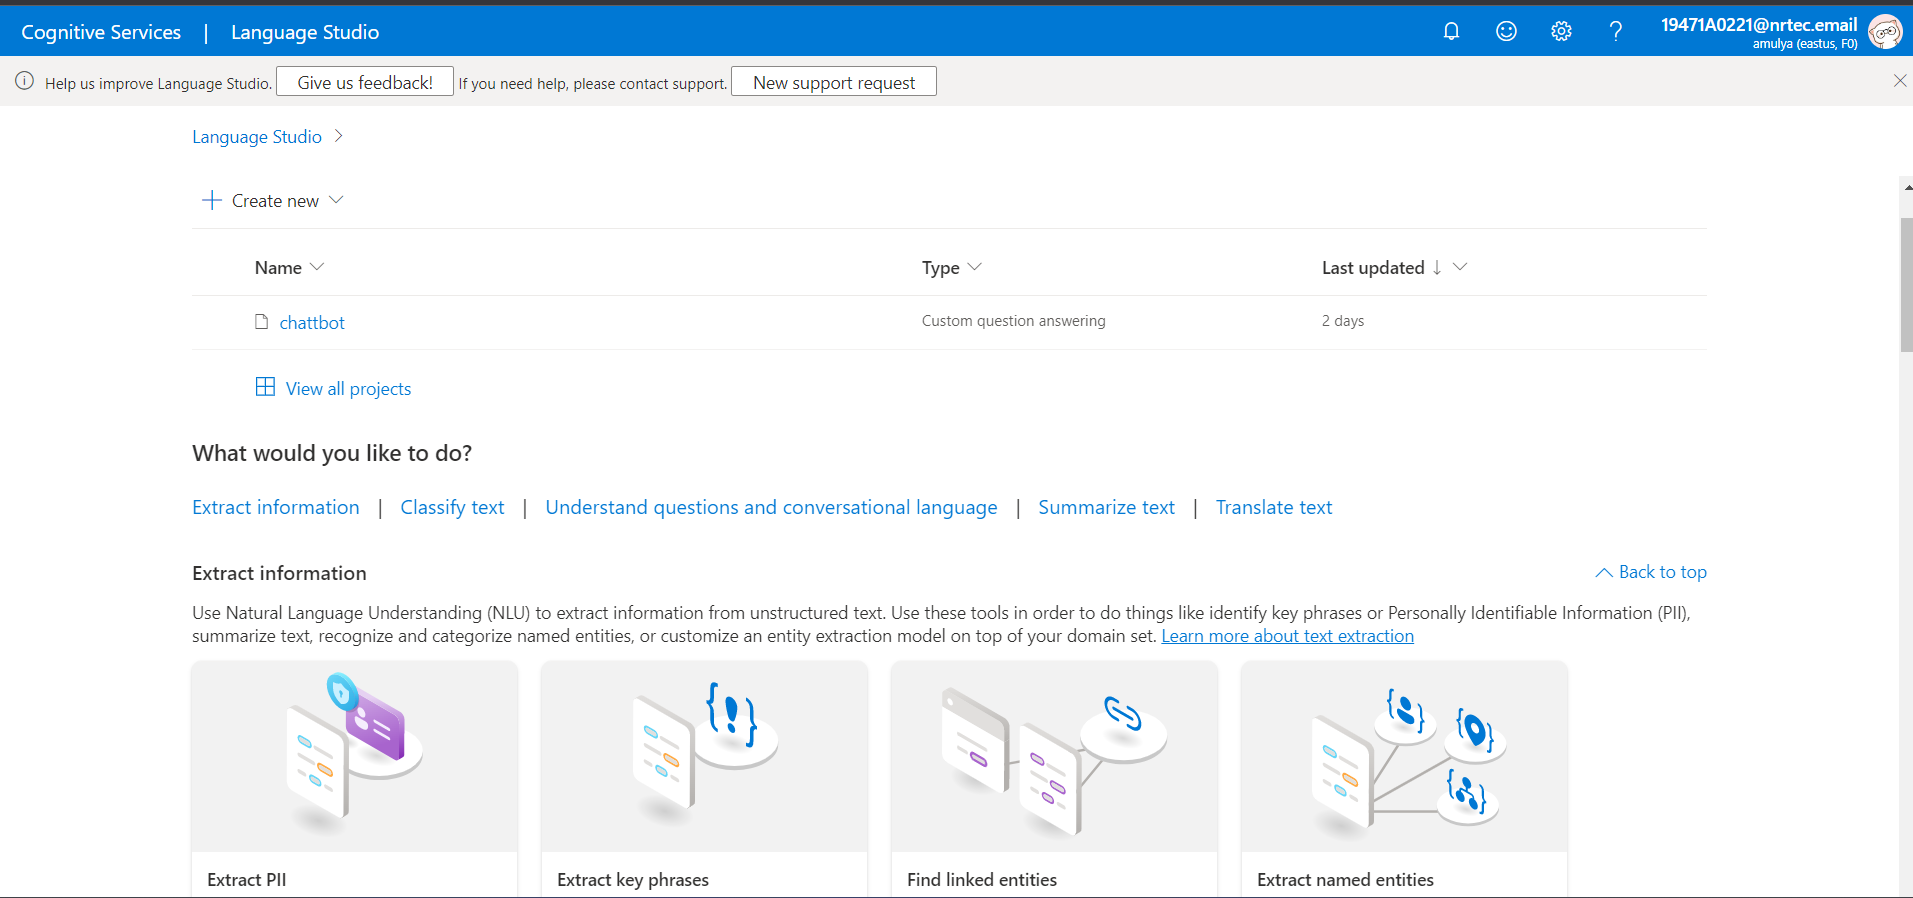 Cognitive Services | Language Studio
19471A0221@nrtec.email
amulya (eastus, F0)
Help us improve Language Studio. Give us feedback! If you need help, please contact support. New support request
Language Studio
Create new
Name Type Last updated ↓
chattbot Custom question answering 2 days
View all projects
What would you like to do?
Extract information | Classify text | Understand questions and conversational language | Summarize text | Translate text
Extract information Back to top
Use Natural Language Understanding (NLU) to extract information from unstructured text. Use these tools in order to do things like identify key phrases or Personally Identifiable Information (PII),
summarize text, recognize and categorize named entities, or customize an entity extraction model on top of your domain set. Learn more about text extraction
Extract PII Extract key phrases Find linked entities Extract named entities